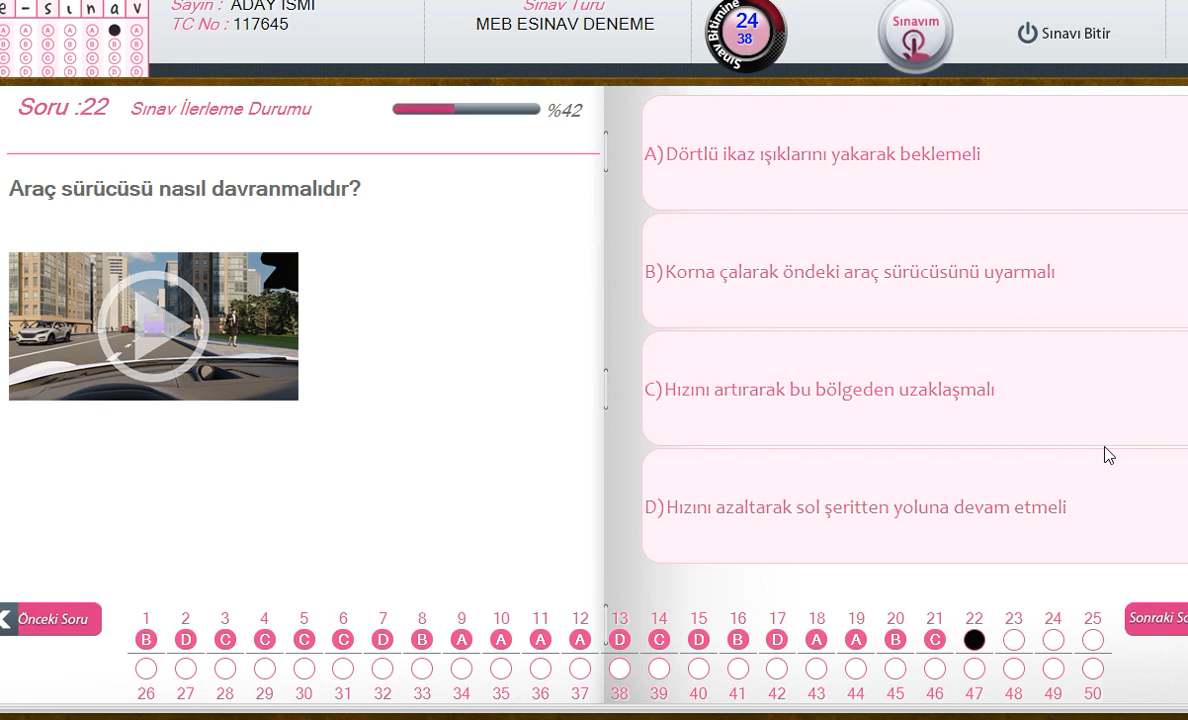 e - s ı n a v
Sayın : ADAY İSMİ
TC No : 117645
Sınav Türü
MEB ESINAV DENEME
Sınav Bitimine
24
38
Sınavım
Sınavı Bitir
Soru :22
Sınav İlerleme Durumu
%42
Araç sürücüsü nasıl davranmalıdır?
A)Dörtlü ikaz ışıklarını yakarak beklemeli
B)Korna çalarak öndeki araç sürücüsünü uyarmalı
C)Hızını artırarak bu bölgeden uzaklaşmalı
D)Hızını azaltarak sol şeritten yoluna devam etmeli
Önceki Soru
Sonraki So
1 2 3 4 5 6 7 8 9 10 11 12 13 14 15 16 17 18 19 20 21 22 23 24 25
B D C C C C D B A A A A D C D B D A A B C
26 27 28 29 30 31 32 33 34 35 36 37 38 39 40 41 42 43 44 45 46 47 48 49 50